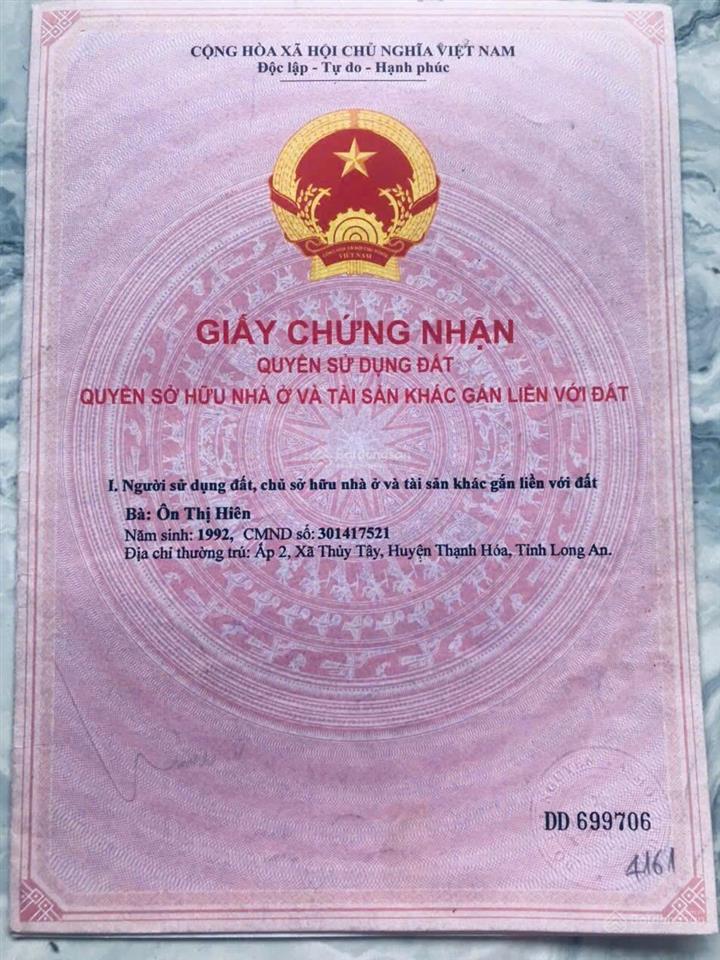 CỘNG HÒA XÃ HỘI CHỦ NGHĨA VIỆT NAM
Độc lập - Tự do - Hạnh phúc
VIỆT NAM
GIẤY CHỨNG NHẬN
QUYỀN SỬ DỤNG ĐẤT
QUYỀN SỞ HỮU NHÀ Ở VÀ TÀI SẢN KHÁC GẮN LIỀN VỚI ĐẤT
Batdongsan
I. Người sử dụng đất, chủ sở hữu nhà ở và tài sản khác gắn liền với đất
Bà: Ôn Thị Hiên
Năm sinh: 1992, CMND số: 301417521
Địa chỉ thường trú: Ấp 2, Xã Thủy Tây, Huyện Thạnh Hóa, Tỉnh Long An.
DD 699706
4161
Batdongsan